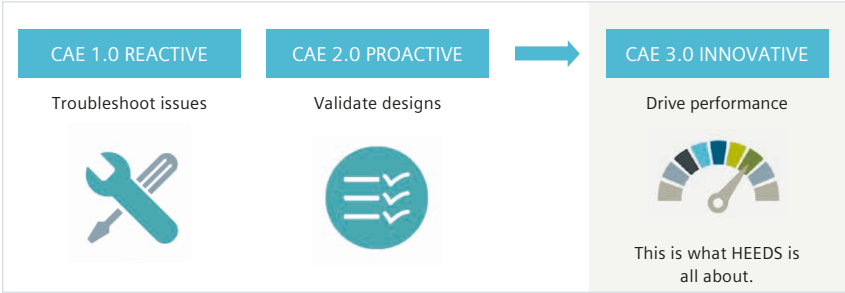 CAE 1.0 REACTIVE
Troubleshoot issues
CAE 2.0 PROACTIVE
Validate designs
CAE 3.0 INNOVATIVE
Drive performance
This is what HEEDS is
all about.